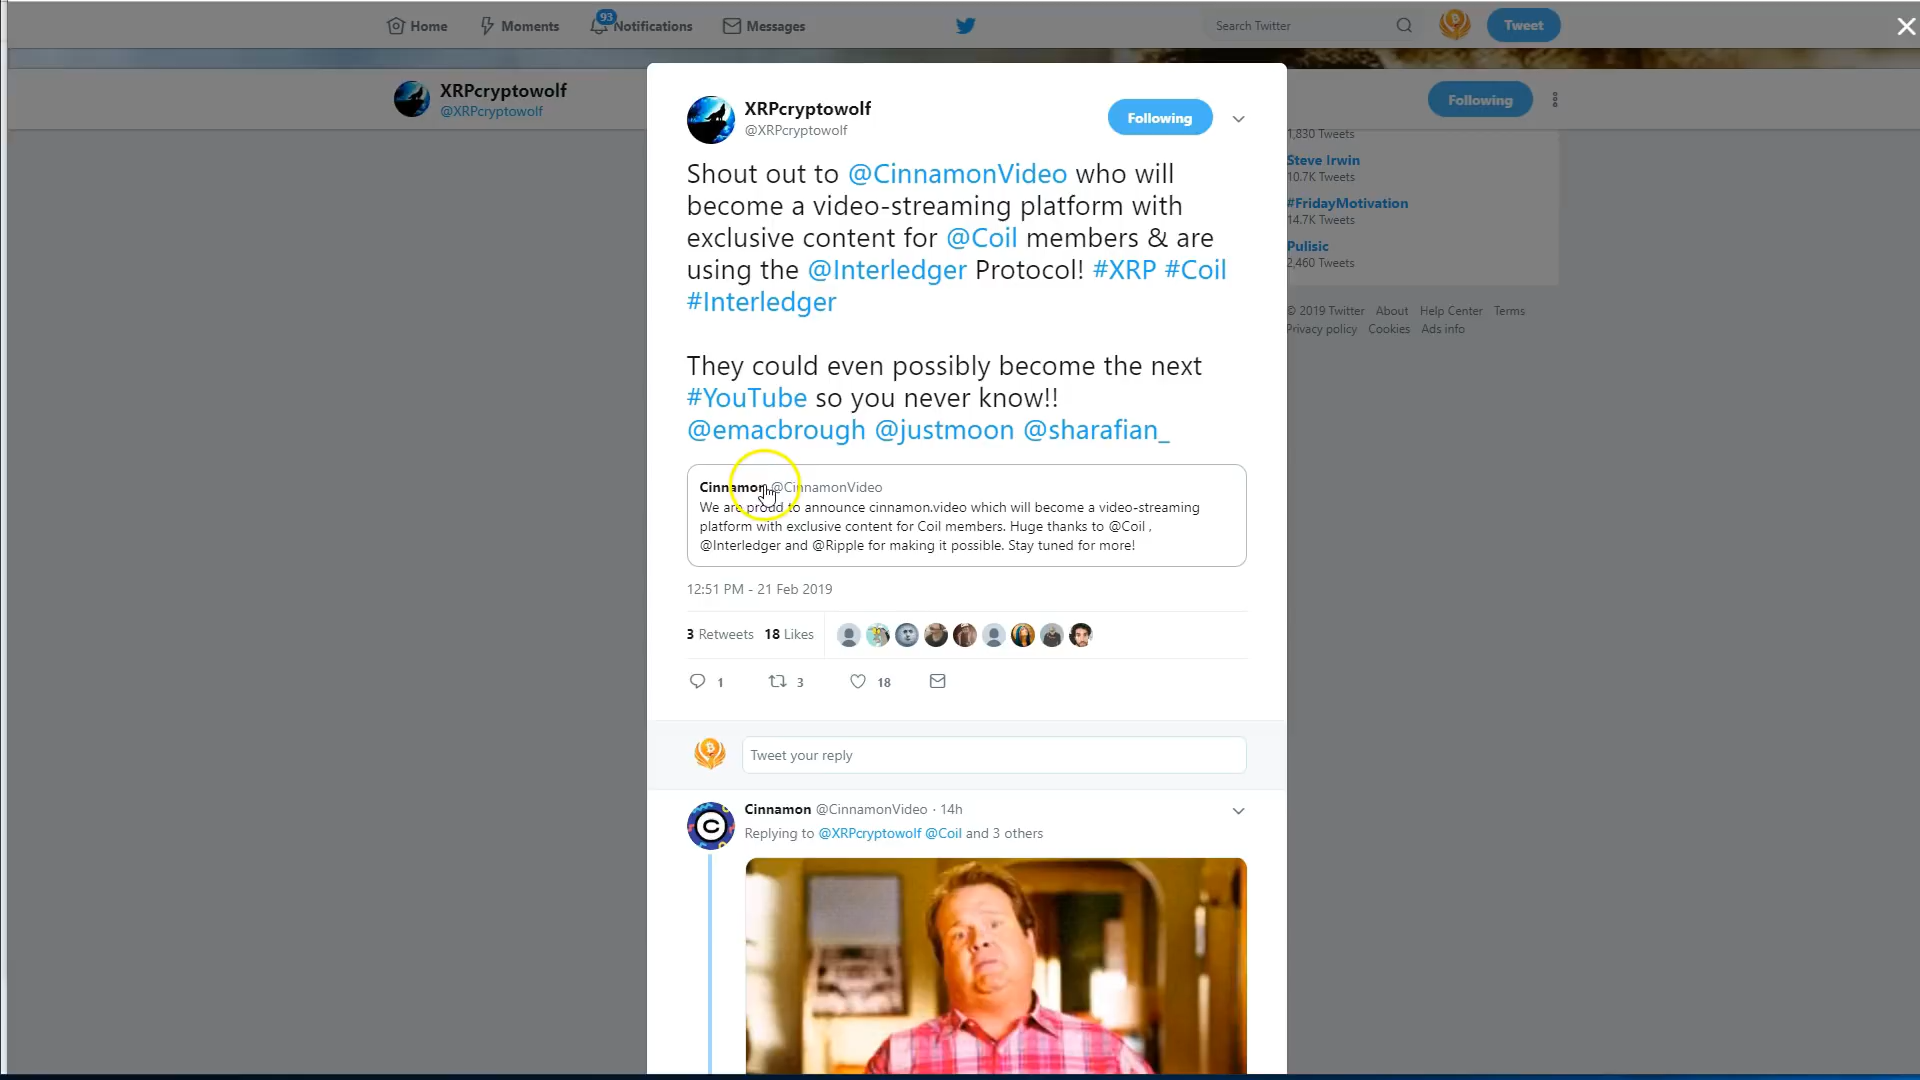 Home
Moments
93
Notifications
Messages
Search Twitter
Tweet
XRPcryptowolf
@XRPcryptowolf
Following
XRPcryptowolf
@XRPcryptowolf
Following
Shout out to @CinnamonVideo who will
become a video-streaming platform with
exclusive content for @Coil members & are
using the @Interledger Protocol! #XRP #Coil
#Interledger
They could even possibly become the next
#YouTube so you never know!!
@emacbrough @justmoon @sharafian_
Cinnamon @CinnamonVideo
We are proud to announce cinnamon.video which will become a video-streaming
platform with exclusive content for Coil members. Huge thanks to @Coil ,
@Interledger and @Ripple for making it possible. Stay tuned for more!
12:51 PM - 21 Feb 2019
3 Retweets 18 Likes
1
3
18
Tweet your reply
Cinnamon @CinnamonVideo · 14h
Replying to @XRPcryptowolf @Coil and 3 others
1,830 Tweets
Steve Irwin
10.7K Tweets
#FridayMotivation
14.7K Tweets
Pulisic
2,460 Tweets
© 2019 Twitter About Help Center Terms
Privacy policy Cookies Ads info